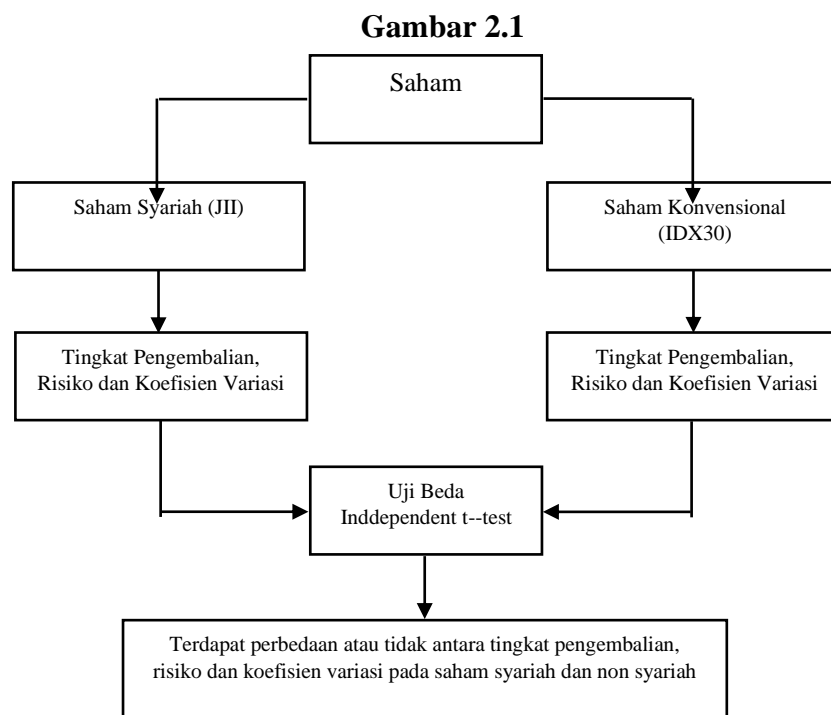 Gambar 2.1
Saham
Saham Syariah (JII)
Saham Konvensional
(IDX30)
Tingkat Pengembalian,
Risiko dan Koefisien Variasi
Tingkat Pengembalian,
Risiko dan Koefisien Variasi
Uji Beda
Inddependent t--test
Terdapat perbedaan atau tidak antara tingkat pengembalian,
risiko dan koefisien variasi pada saham syariah dan non syariah